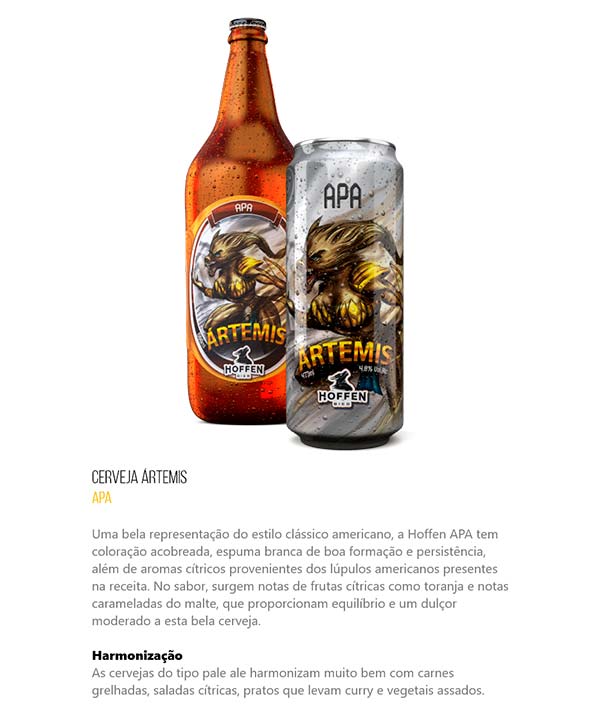 APA
APA
ÁRTEMIS
HOFFEN
BIER
ÁRTEMIS
473ml
4,8% Vol.
HOFFEN
BIER
CERVEJA ÁRTEMIS
APA
Uma bela representação do estilo clássico americano, a Hoffen APA tem
coloração acobreada, espuma branca de boa formação e persistência,
além de aromas cítricos provenientes dos lúpulos americanos presentes
na receita. No sabor, surgem notas de frutas cítricas como toranja e notas
carameladas do malte, que proporcionam equilíbrio e um dulçor
moderado a esta bela cerveja.
Harmonização
As cervejas do tipo pale ale harmonizam muito bem com carnes
grelhadas, saladas cítricas, pratos que levam curry e vegetais assados.